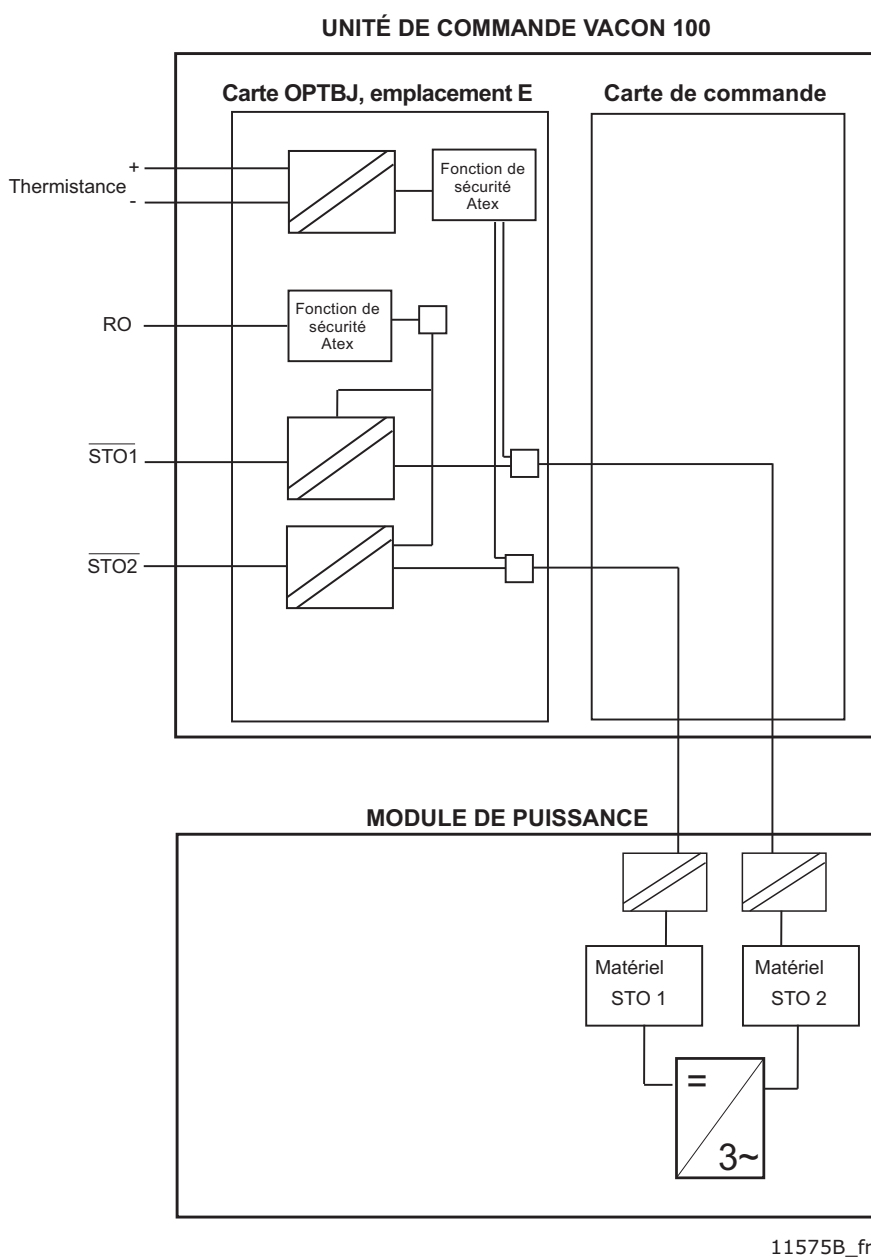 UNITÉ DE COMMANDE VACON 100
Carte OPTBJ, emplacement E
Carte de commande
Thermistance
+
-
Fonction de
sécurité
Atex
RO
Fonction de
sécurité
Atex
STO1
STO2
MODULE DE PUISSANCE
Matériel
STO 1
Matériel
STO 2
=
3~
11575B_fr